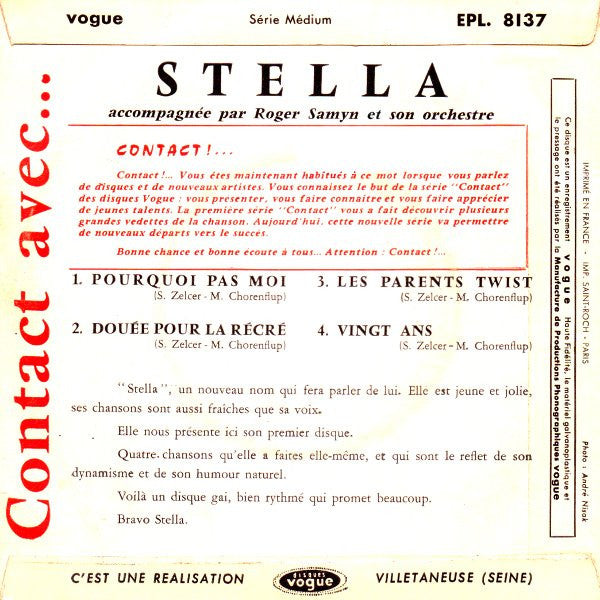 vogue Série Médium EPL. 8137
STELLA
accompagnée par Roger Samyn et son orchestre
Contact avec...
CONTACT!...
Contact!... Vous êtes maintenant habitués à ce mot lorsque vous parlez
de disques et de nouveaux artistes. Vous connaissez le but de la série "Contact"
des disques Vogue : vous présenter, vous faire connaitre et vous faire apprécier
de jeunes talents. La première série "Contact" vous a fait découvrir plusieurs
grandes vedettes de la chanson. Aujourd'hui, cette nouvelle série va permettre
de nouveaux départs vers le succès.
Bonne chance et bonne écoute à tous... Attention : Contact!...
1. POURQUOI PAS MOI
(S. Zelcer - M. Chorenflup)
2. DOUÉE POUR LA RÉCRÉ
(S. Zelcer - M. Chorenflup)
3. LES PARENTS TWIST
(S. Zelcer - M. Chorenflup)
4. VINGT ANS
(S. Zelcer - M. Chorenflup)
"Stella", un nouveau nom qui fera parler de lui. Elle est jeune et jolie,
ses chansons sont aussi fraiches que sa voix.
Elle nous présente ici son premier disque.
Quatre chansons qu'elle a faites elle-même, et qui sont le reflet de son
dynamisme et de son humour naturel.
Voilà un disque gai, bien rythmé qui promet beaucoup.
Bravo Stella.
Ce disque est un enregistrement vogue Haute Fidélité, le matériel galvanoplastique et
le pressage ont été réalisés par la Manufacture de Productions Phonographiques vogue
IMPRIMÉ EN FRANCE - IMP. SAINT-ROCH - PARIS
Photo : André Nisak
C'EST UNE REALISATION disques vogue VILLETANEUSE (SEINE)